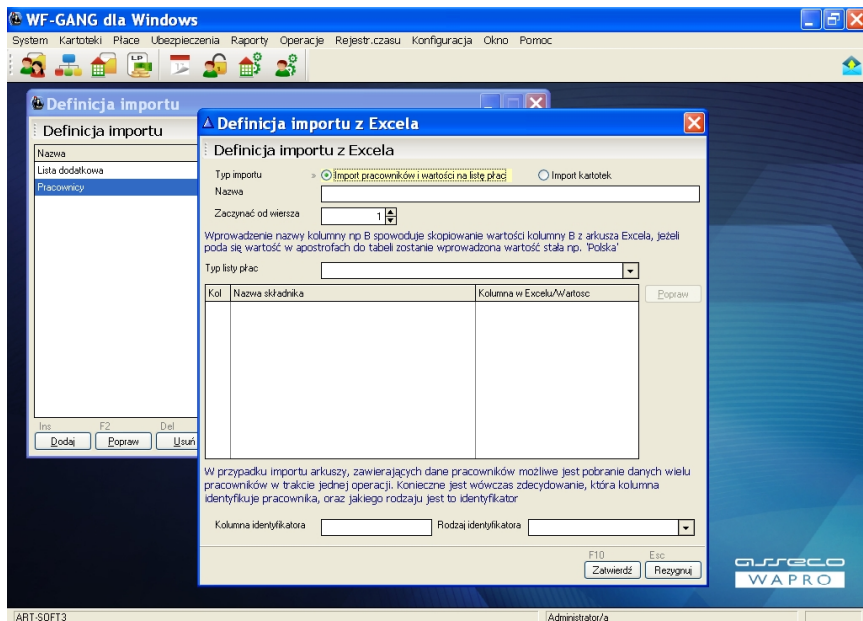 WF-GANG dla Windows
System Kartoteki Płace Ubezpieczenia Raporty Operacje Rejestr.czasu Konfiguracja Okno Pomoc
LP
Definicja importu
Definicja importu
Nazwa
Lista dodatkowa
Pracownicy
Ins F2 Del
Dodaj Popraw Usuń
Definicja importu z Excela
Definicja importu z Excela
Typ importu » Import pracowników i wartości na listę płac Import kartotek
Nazwa
Zaczynać od wiersza 1
Wprowadzenie nazwy kolumny np B spowoduje skopiowanie wartości kolumny B z arkusza Excela, jeżeli
poda się wartość w apostrofach do tabeli zostanie wprowadzona wartość stała np. 'Polska'
Typ listy płac
Kol Nazwa składnika Kolumna w Excelu/Wartosc Popraw
W przypadku importu arkuszy, zawierających dane pracowników możliwe jest pobranie danych wielu
pracowników w trakcie jednej operacji. Konieczne jest wówczas zdecydowanie, która kolumna
identyfikuje pracownika, oraz jakiego rodzaju jest to identyfikator
Kolumna identyfikatora Rodzaj identyfikatora
F10 Esc
Zatwierdź Rezygnuj
asseco
WAPRO
ART-SOFT3 Administrator/a